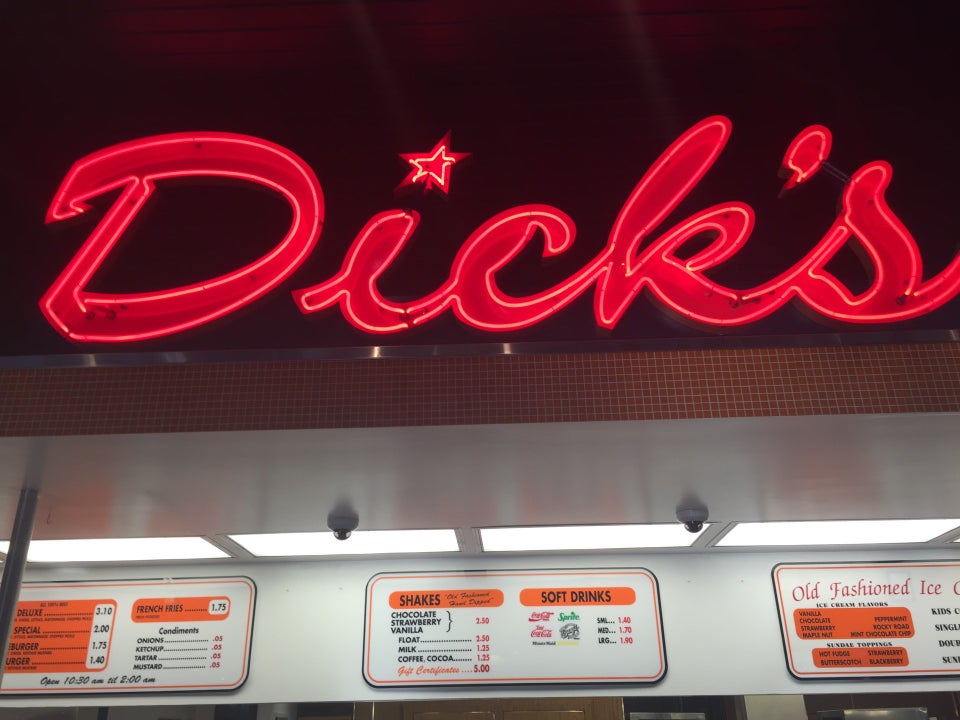 Dick's
ALL 100% BEEF
DELUXE 3.10
SPECIAL 2.00
BURGER 1.75
URGER 1.40
FRENCH FRIES 1.75
Condiments
ONIONS .05
KETCHUP .05
TARTAR .05
MUSTARD .05
Open 10:30 am til 2:00 am
SHAKES "Old Fashioned" Hand Dipped
CHOCOLATE
STRAWBERRY 2.50
VANILLA
FLOAT 2.50
MILK 1.25
COFFEE, COCOA 1.25
Gift Certificates 5.00
SOFT DRINKS
Coca-Cola Sprite
Diet Coke
Minute Maid
SML 1.40
MED 1.70
LRG 1.90
Old Fashioned Ice
ICE CREAM FLAVORS
VANILLA
CHOCOLATE PEPPERMINT
STRAWBERRY ROCKY ROAD
MAPLE NUT MINT CHOCOLATE CHIP
SUNDAE TOPPINGS
HOT FUDGE STRAWBERRY
BUTTERSCOTCH BLACKBERRY
KIDS
SINGL
DOUB
SUN